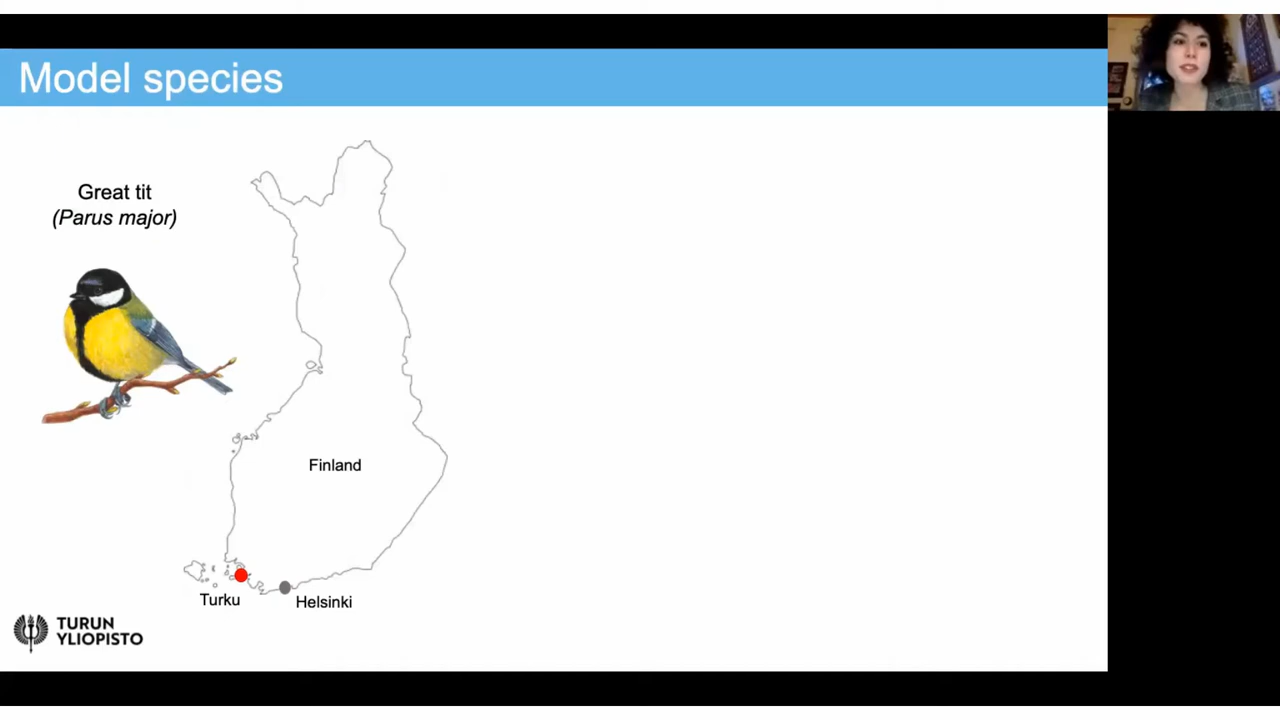 Model species
Great tit
(Parus major)
Finland
Turku
Helsinki
TURUN
YLIOPISTO